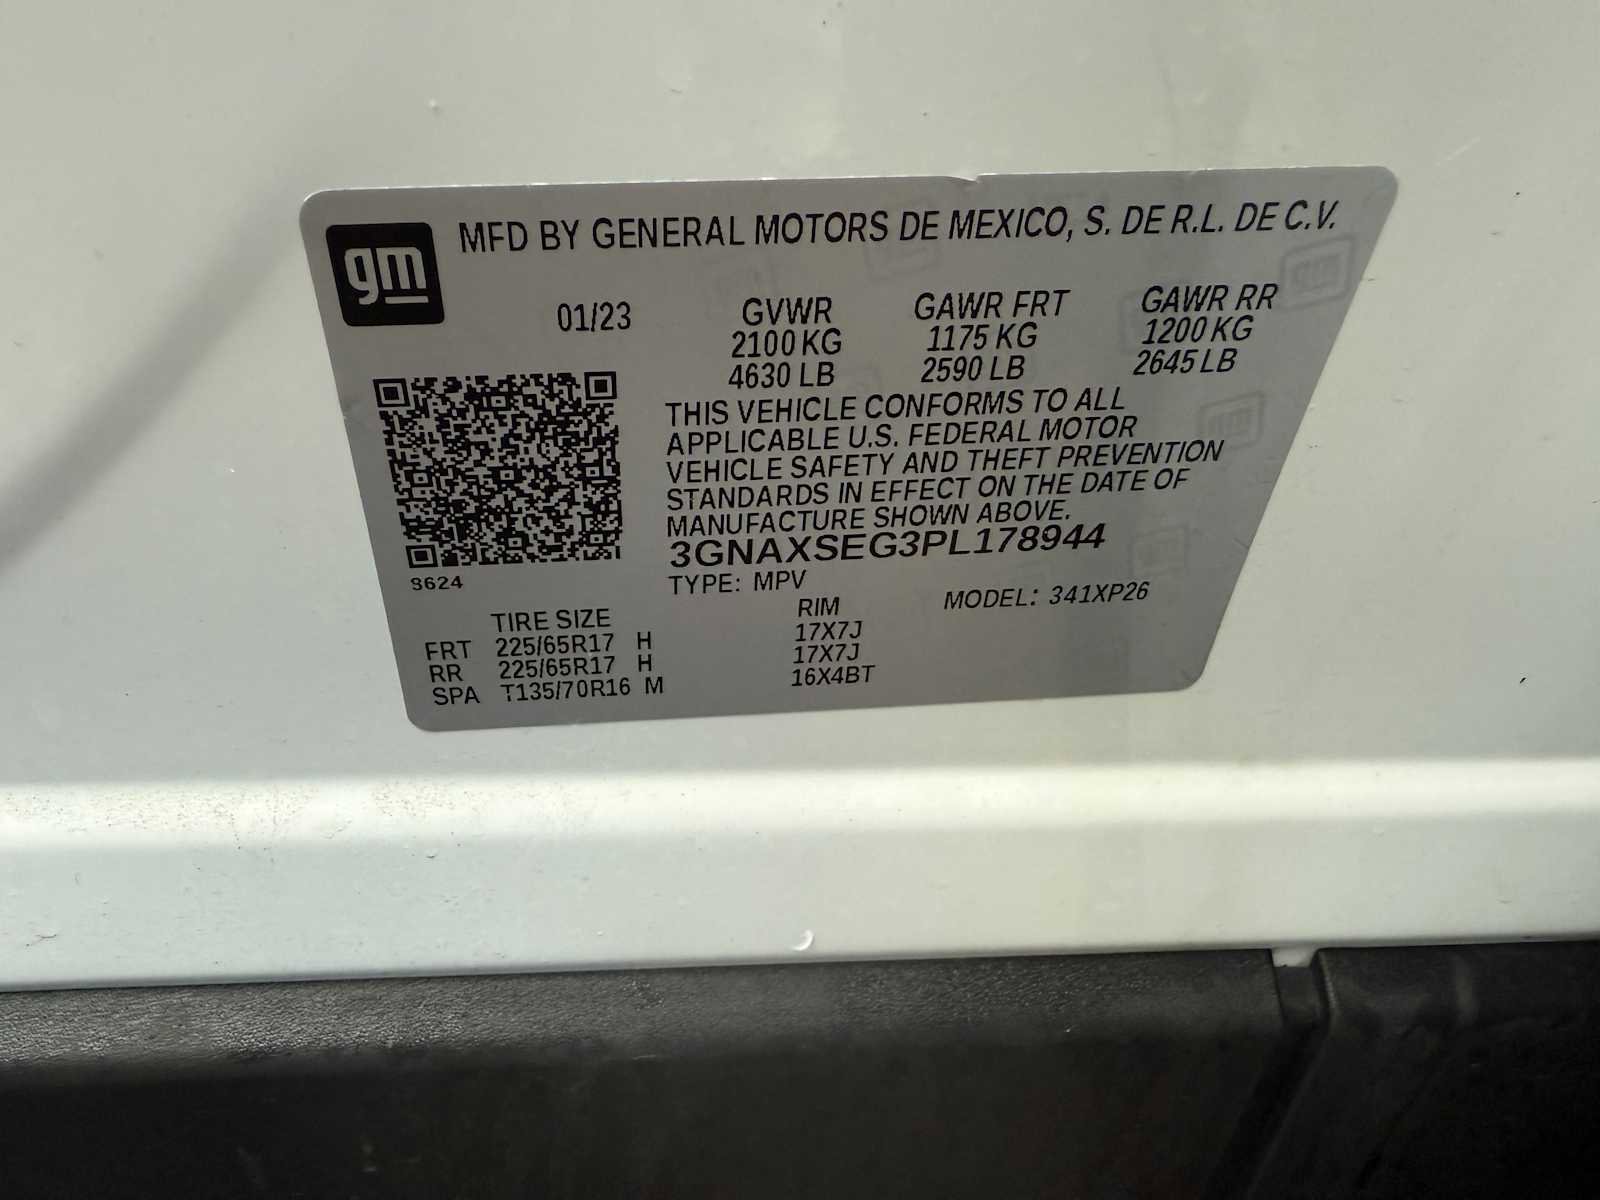 gm
MFD BY GENERAL MOTORS DE MEXICO, S. DE R.L. DE C.V.
01/23 GVWR GAWR FRT GAWR RR
2100 KG 1175 KG 1200 KG
4630 LB 2590 LB 2645 LB
THIS VEHICLE CONFORMS TO ALL
APPLICABLE U.S. FEDERAL MOTOR
VEHICLE SAFETY AND THEFT PREVENTION
STANDARDS IN EFFECT ON THE DATE OF
MANUFACTURE SHOWN ABOVE.
3GNAXSEG3PL178944
TYPE: MPV
MODEL: 341XP26
TIRE SIZE RIM
FRT 225/65R17 H 17X7J
RR 225/65R17 H 17X7J
SPA T135/70R16 M 16X4BT